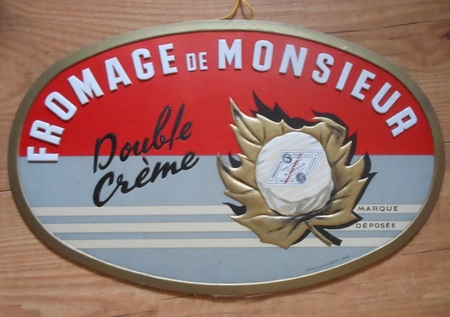 FROMAGE DE MONSIEUR
Double
Crème
MARQUE
DÉPOSÉE